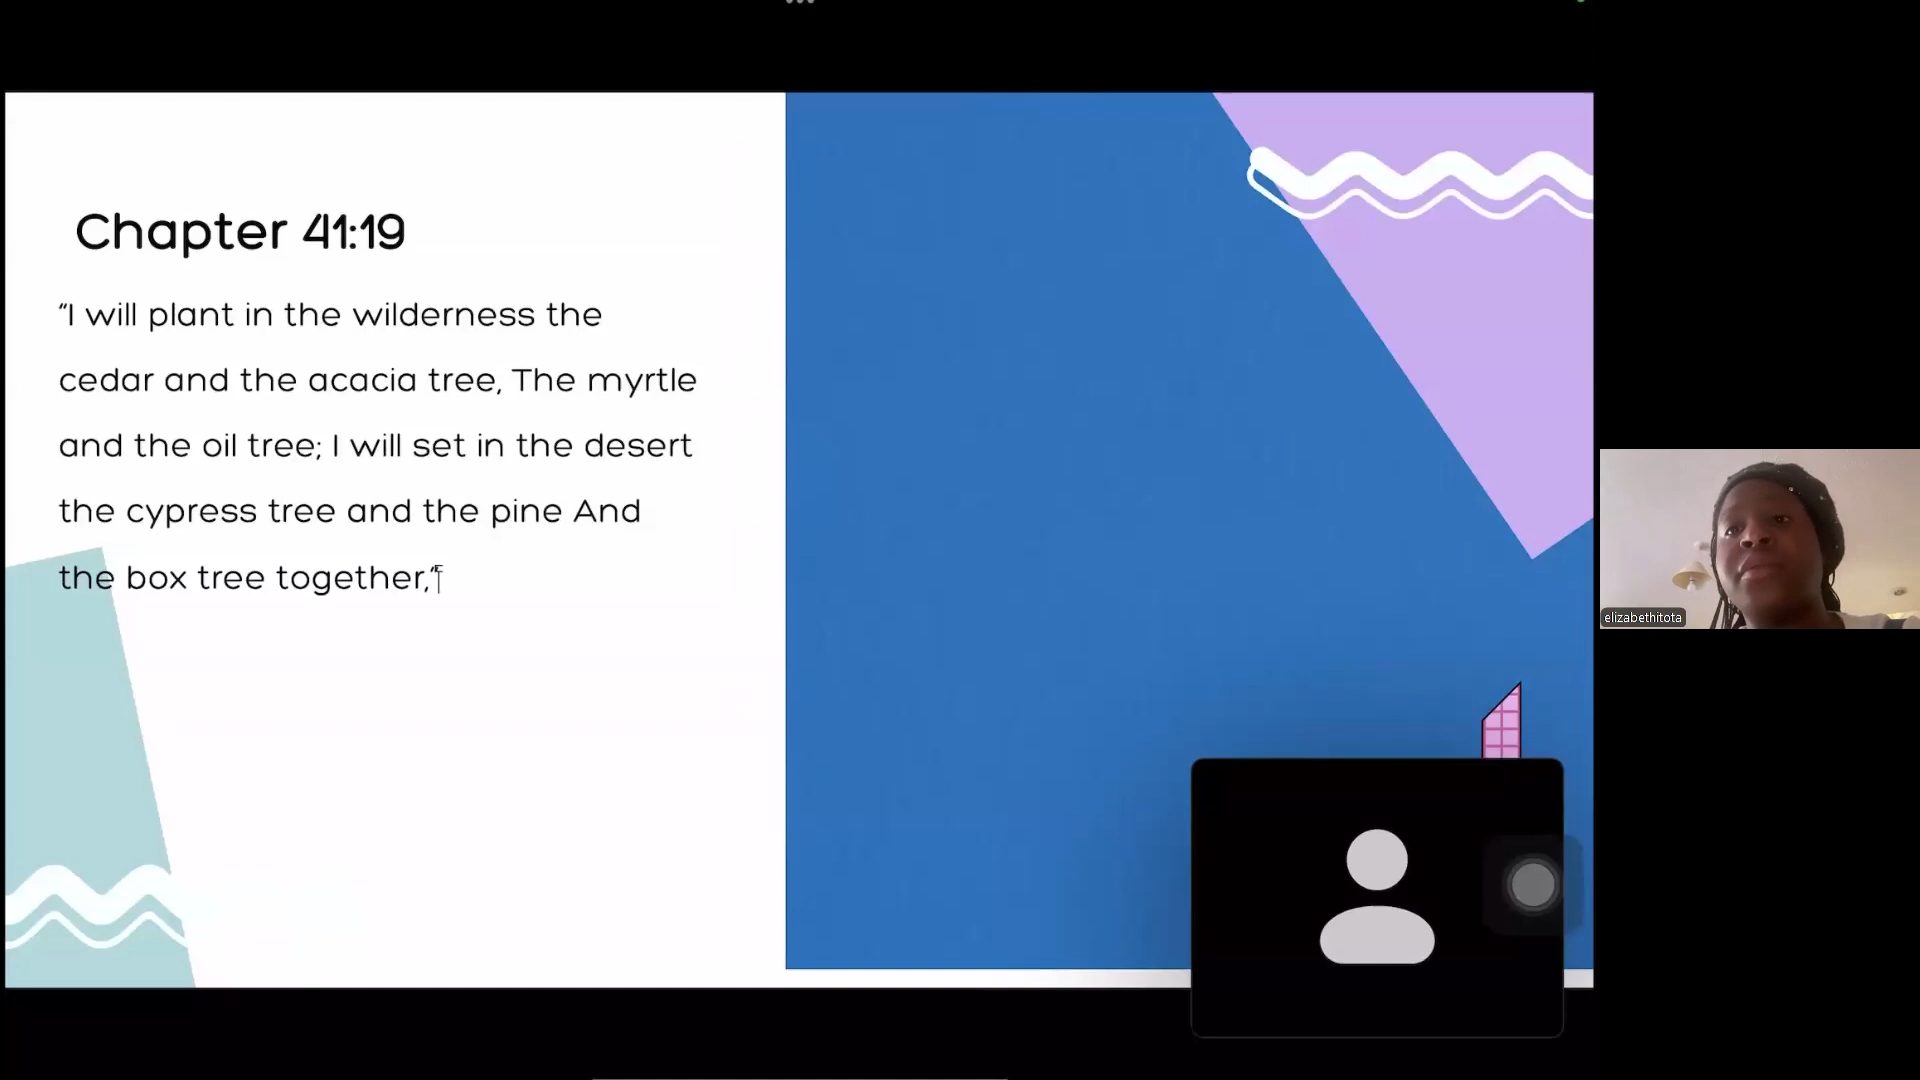 Chapter 41:19
“I will plant in the wilderness the
cedar and the acacia tree, The myrtle
and the oil tree; I will set in the desert
the cypress tree and the pine And
the box tree together,”
elizabethitota